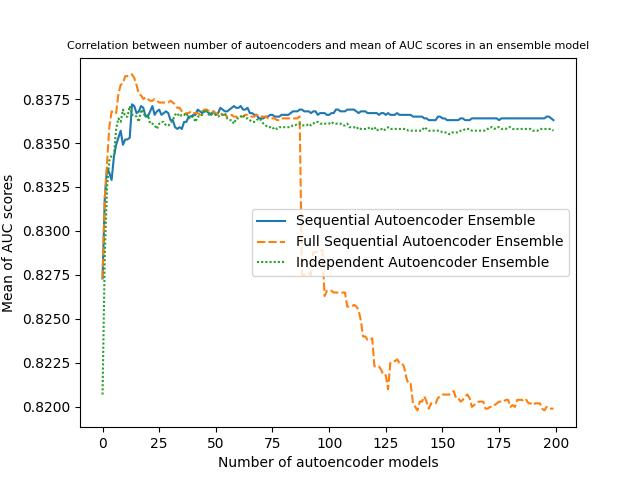 Correlation between number of autoencoders and mean of AUC scores in an ensemble model
Mean of AUC scores
0.8375
0.8350
0.8325
0.8300
0.8275
0.8250
0.8225
0.8200
Sequential Autoencoder Ensemble
Full Sequential Autoencoder Ensemble
Independent Autoencoder Ensemble
0 25 50 75 100 125 150 175 200
Number of autoencoder models